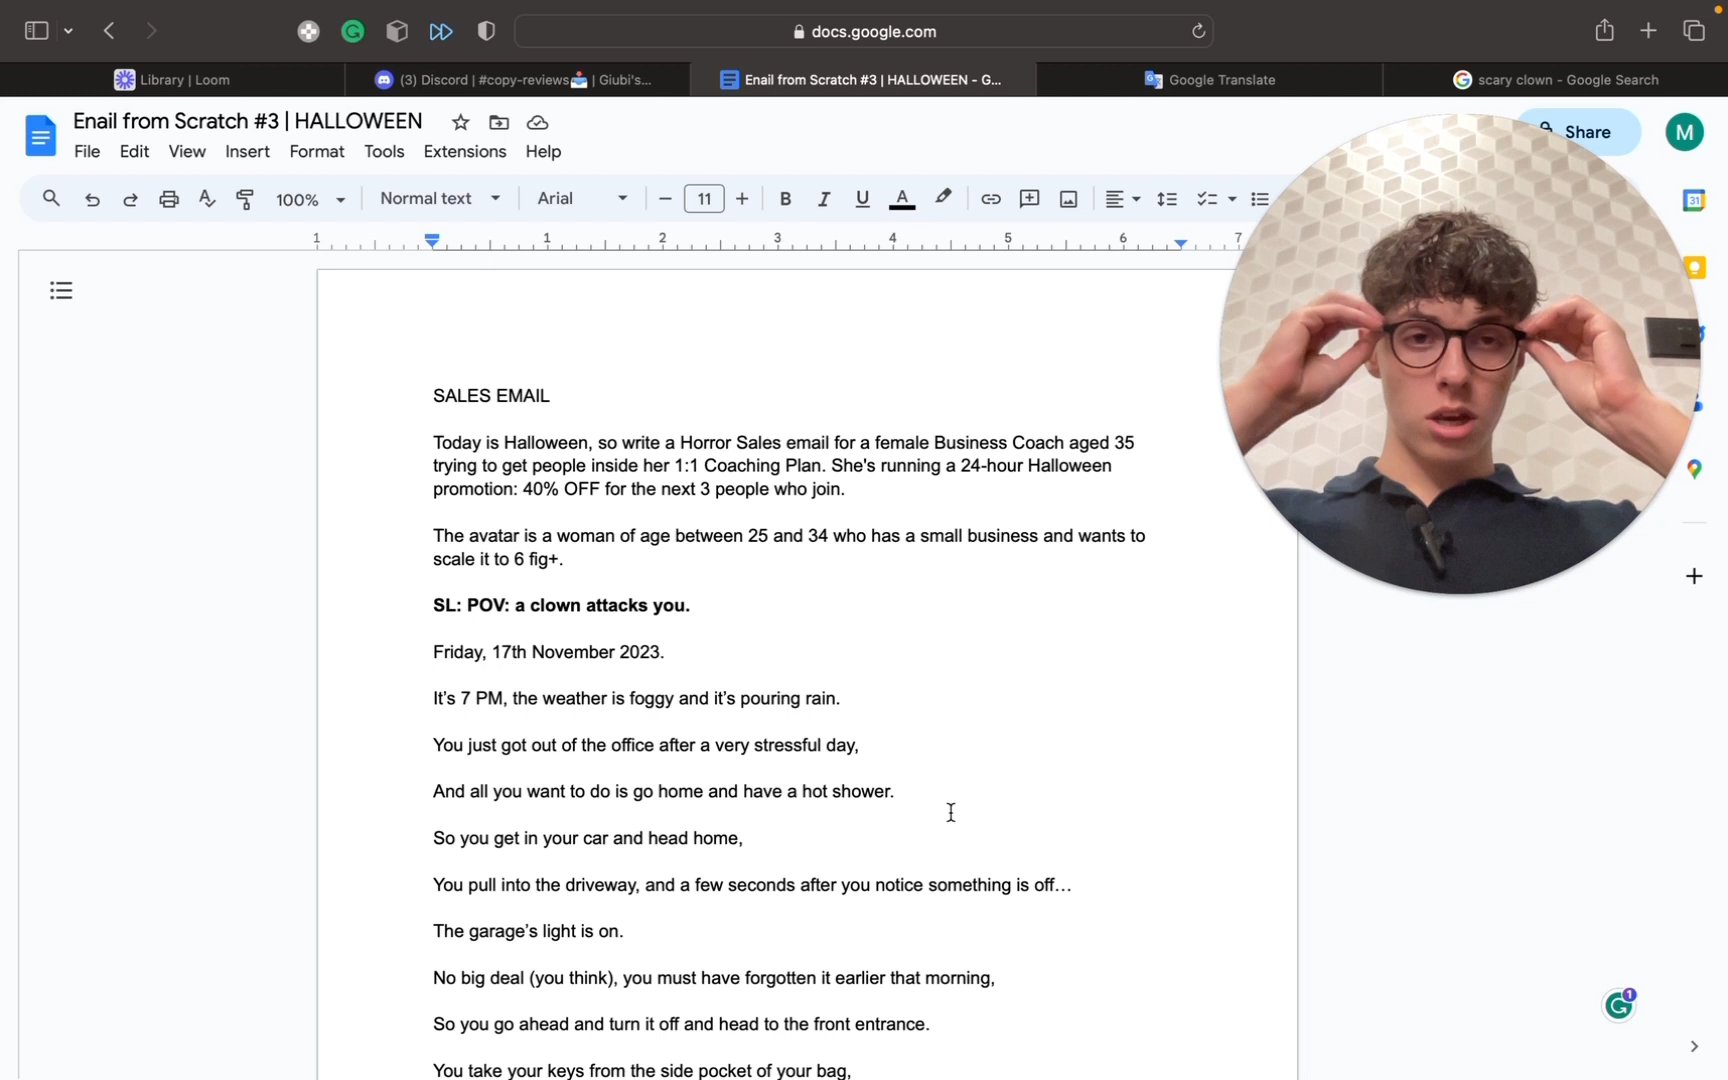 docs.google.com
Library | Loom
(3) Discord | #copy-reviews📥 | Giubi's...
Enail from Scratch #3 | HALLOWEEN - G...
Google Translate
scary clown - Google Search
Enail from Scratch #3 | HALLOWEEN
Share
M
File Edit View Insert Format Tools Extensions Help
100% Normal text Arial 11
31
1 1 2 3 4 5 6 7
SALES EMAIL
Today is Halloween, so write a Horror Sales email for a female Business Coach aged 35
trying to get people inside her 1:1 Coaching Plan. She's running a 24-hour Halloween
promotion: 40% OFF for the next 3 people who join.
The avatar is a woman of age between 25 and 34 who has a small business and wants to
scale it to 6 fig+.
SL: POV: a clown attacks you.
Friday, 17th November 2023.
It's 7 PM, the weather is foggy and it's pouring rain.
You just got out of the office after a very stressful day,
And all you want to do is go home and have a hot shower.
So you get in your car and head home,
You pull into the driveway, and a few seconds after you notice something is off…
The garage's light is on.
No big deal (you think), you must have forgotten it earlier that morning,
So you go ahead and turn it off and head to the front entrance.
You take your keys from the side pocket of your bag,
1